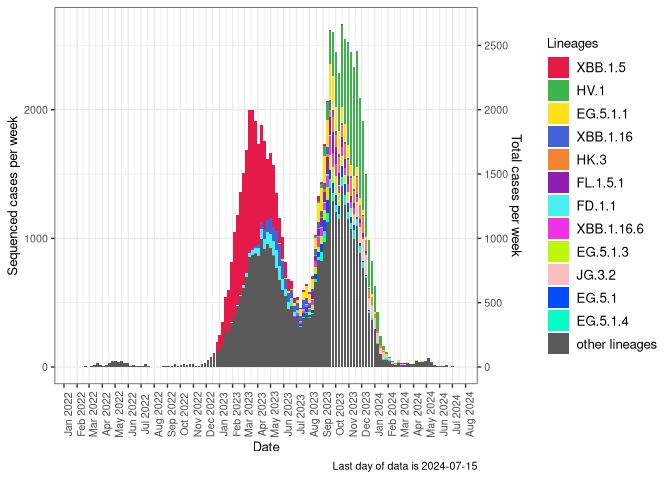 Sequenced cases per week
2000
1000
0
2500
2000
1500
1000
500
0
Total cases per week
Jan 2022
Feb 2022
Mar 2022
Apr 2022
May 2022
Jun 2022
Jul 2022
Aug 2022
Sep 2022
Oct 2022
Nov 2022
Dec 2022
Jan 2023
Feb 2023
Mar 2023
Apr 2023
May 2023
Jun 2023
Jul 2023
Aug 2023
Sep 2023
Oct 2023
Nov 2023
Dec 2023
Jan 2024
Feb 2024
Mar 2024
Apr 2024
May 2024
Jun 2024
Jul 2024
Aug 2024
Date
Last day of data is 2024-07-15
Lineages
XBB.1.5
HV.1
EG.5.1.1
XBB.1.16
HK.3
FL.1.5.1
FD.1.1
XBB.1.16.6
EG.5.1.3
JG.3.2
EG.5.1
EG.5.1.4
other lineages